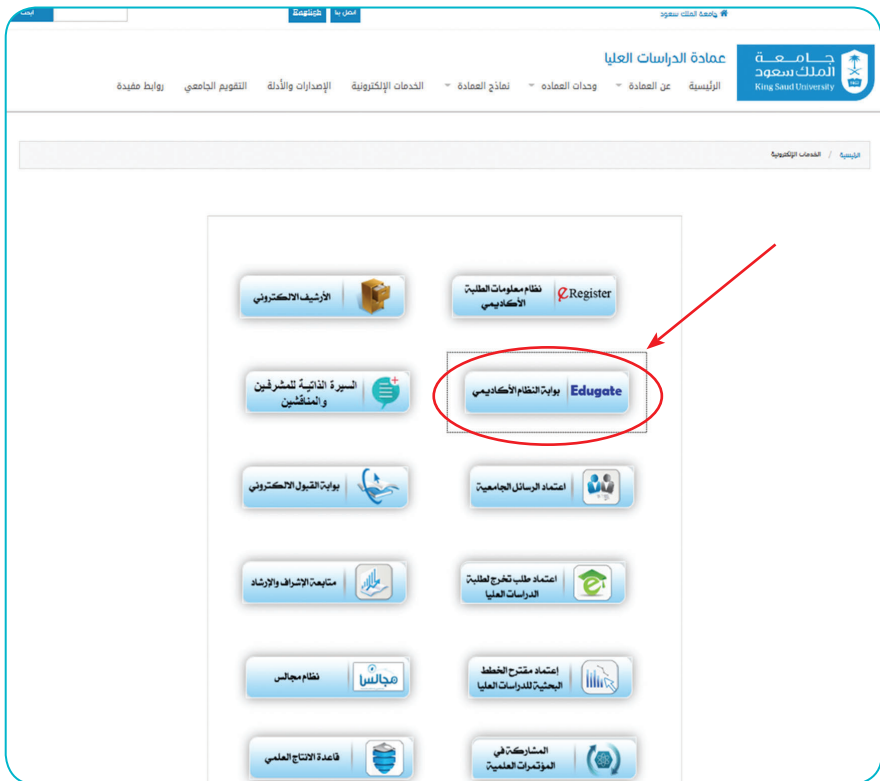 جامعة الملك سعود
اتصل بنا
English
ابحث
جــامــعــة
الملك سعود
King Saud University
عمادة الدراسات العليا
الرئيسية
عن العمادة
وحدات العماده
نماذج العمادة
الخدمات الإلكترونية
الإصدارات والأدلة
التقويم الجامعي
روابط مفيدة
الرئيسية / الخدمات الإلكترونية
eRegister
نظام معلومات الطلبة
الأكاديمي
الأرشيف الالكتروني
Edugate
بوابة النظام الأكاديمي
السيرة الذاتية للمشرفين
والمناقشين
اعتماد الرسائل الجامعية
بوابة القبول الالكتروني
اعتماد طلب تخرج لطلبة
الدراسات العليا
متابعة الإشراف والإرشاد
إعتماد مقترح الخطط
البحثية للدراسات العليا
مجالس
نظام مجالس
المشاركة في
المؤتمرات العلمية
قاعدة الانتاج العلمي